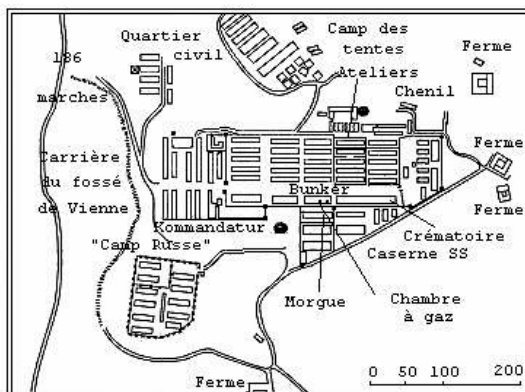 Quartier
civil
Camp des
tentes
Ateliers
Ferme
186
marches
Chenil
Carrière
du fossé
de Vienne
Ferme
Bunker
Ferme
Kommandatur
Crématoire
"Camp Russe"
Caserne SS
Morgue
Chambre
à gaz
Ferme
0 50 100 200